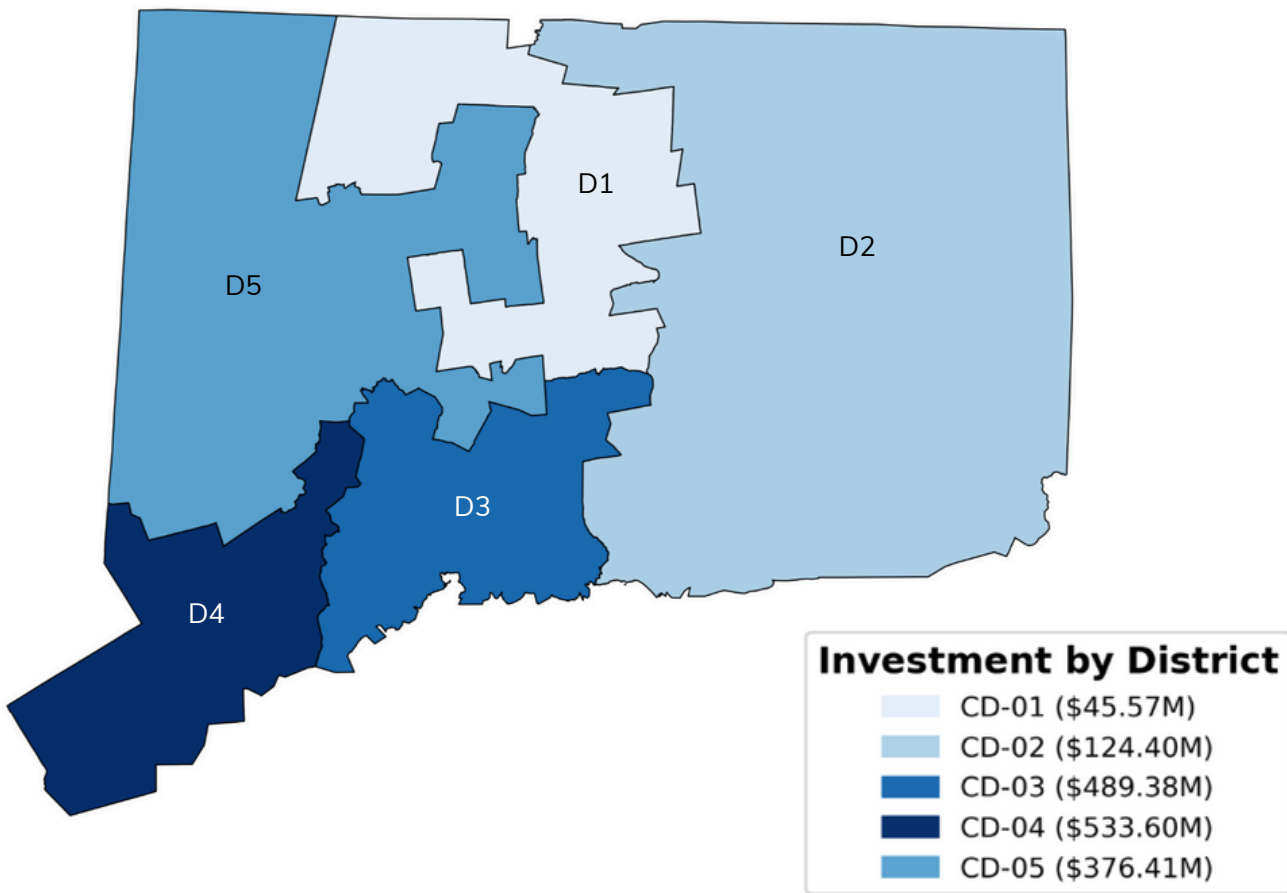 D1
D2
D5
D3
D4
Investment by District
CD-01 ($45.57M)
CD-02 ($124.40M)
CD-03 ($489.38M)
CD-04 ($533.60M)
CD-05 ($376.41M)